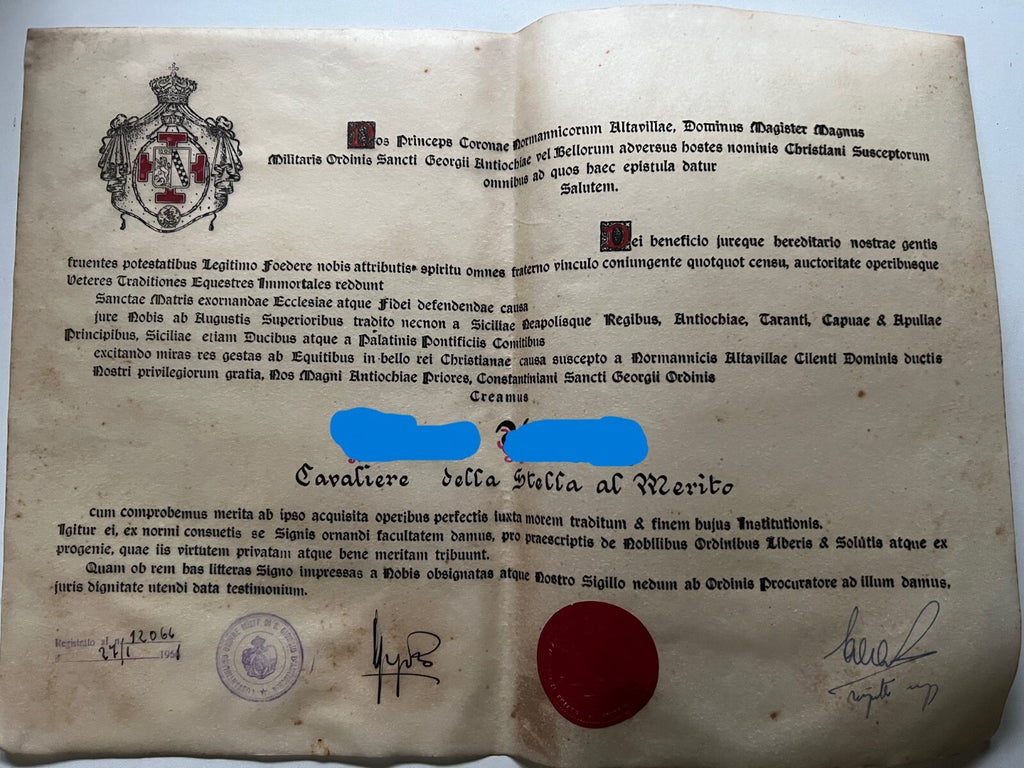 Nos Princeps Coronae Normannicorum Altavillae, Dominus Magister Magnus
Militaris Ordinis Sancti Georgii Antiochiae vel Bellorum adversus hostes nominis Christiani Susceptorum
omnibus ad quos haec epistula datur
Salutem.
Dei beneficio jureque hereditario nostrae gentis
fruentes potestatibus Legitimo Foedere nobis attributis spiritu omnes fraterno vinculo coniungente quotquot censu, auctoritate operibusque
Veteres Traditiones Equestres Immortales reddunt
Sanctae Matris exornandae Ecclesiae atque Fidei defendendae causa
jure Nobis ab Augustis Superioribus tradito necnon a Siciliae Neapolisque Regibus, Antiochiae, Taranti, Capuae & Apuliae
Principibus, Siciliae etiam Ducibus atque a Palatinis Pontificiis Comitibus
excitando miras res gestas ab Equitibus in bello rei Christianae causa suscepto a Normannicis Altavillae Cilenti Dominis ductis
Nostri privilegiorum gratia, Nos Magni Antiochiae Priores, Constantiniani Sancti Georgii Ordinis
Creamus
Cavaliere della Stella al Merito
cum comprobemus merita ab ipso acquisita operibus perfectis iuxta morem traditum & finem hujus Institutionis.
Igitur ei, ex normi consuetis se Signis ornandi facultatem damus, pro praescriptis de Nobilibus Ordinibus Liberis & Solutis atque ex
progenie, quae iis virtutem privatam atque bene meritam tribuunt.
Quam ob rem has litteras Signo impressas a Nobis obsignatas atque Nostro Sigillo nedum ab Ordinis Procuratore ad illum damus,
juris dignitate utendi data testimonium.
Registrato al n. 12066
27/1 195